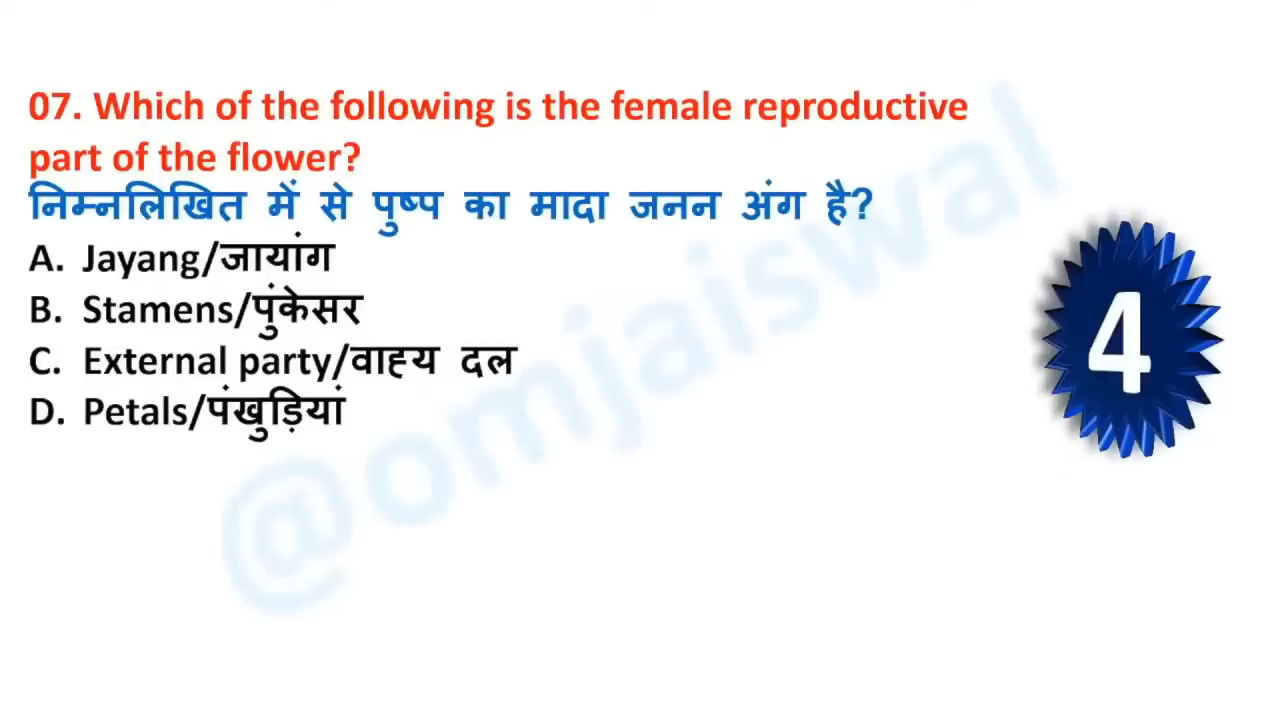 07. Which of the following is the female reproductive
part of the flower?
निम्नलिखित में से पुष्प का मादा जनन अंग है?
A. Jayang/जायांग
B. Stamens/पुंकेसर
C. External party/वाह्य दल
D. Petals/पंखुड़ियां
4
@omjaiswal